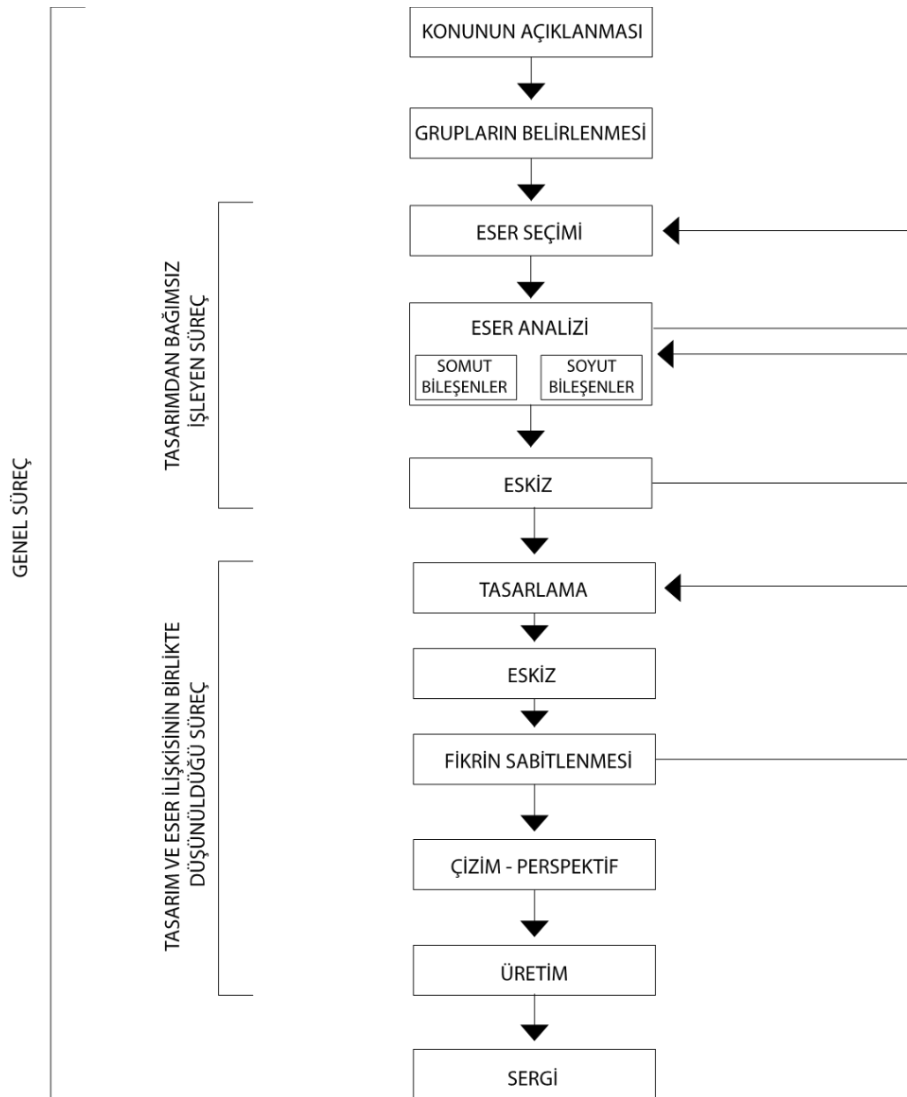 KONUNUN AÇIKLANMASI
GRUPLARIN BELİRLENMESİ
ESER SEÇİMİ
ESER ANALİZİ
SOMUT
BİLEŞENLER
SOYUT
BİLEŞENLER
ESKİZ
TASARLAMA
ESKİZ
FİKRİN SABİTLENMESİ
ÇİZİM - PERSPEKTİF
ÜRETİM
SERGİ
GENEL SÜREÇ
TASARIMDAN BAĞIMSIZ
İŞLEYEN SÜREÇ
TASARIM VE ESER İLİŞKİSİNİN BİRLİKTE
DÜŞÜNÜLDÜĞÜ SÜREÇ